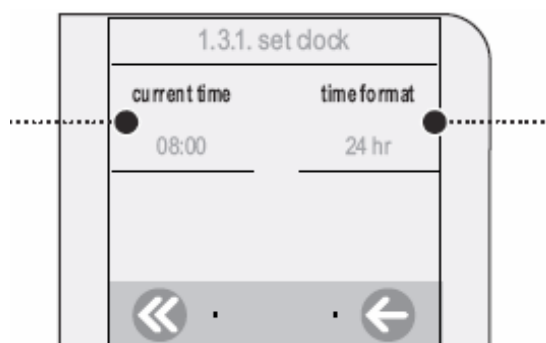 1.3.1. set clock
current time time format
08:00 24 hr